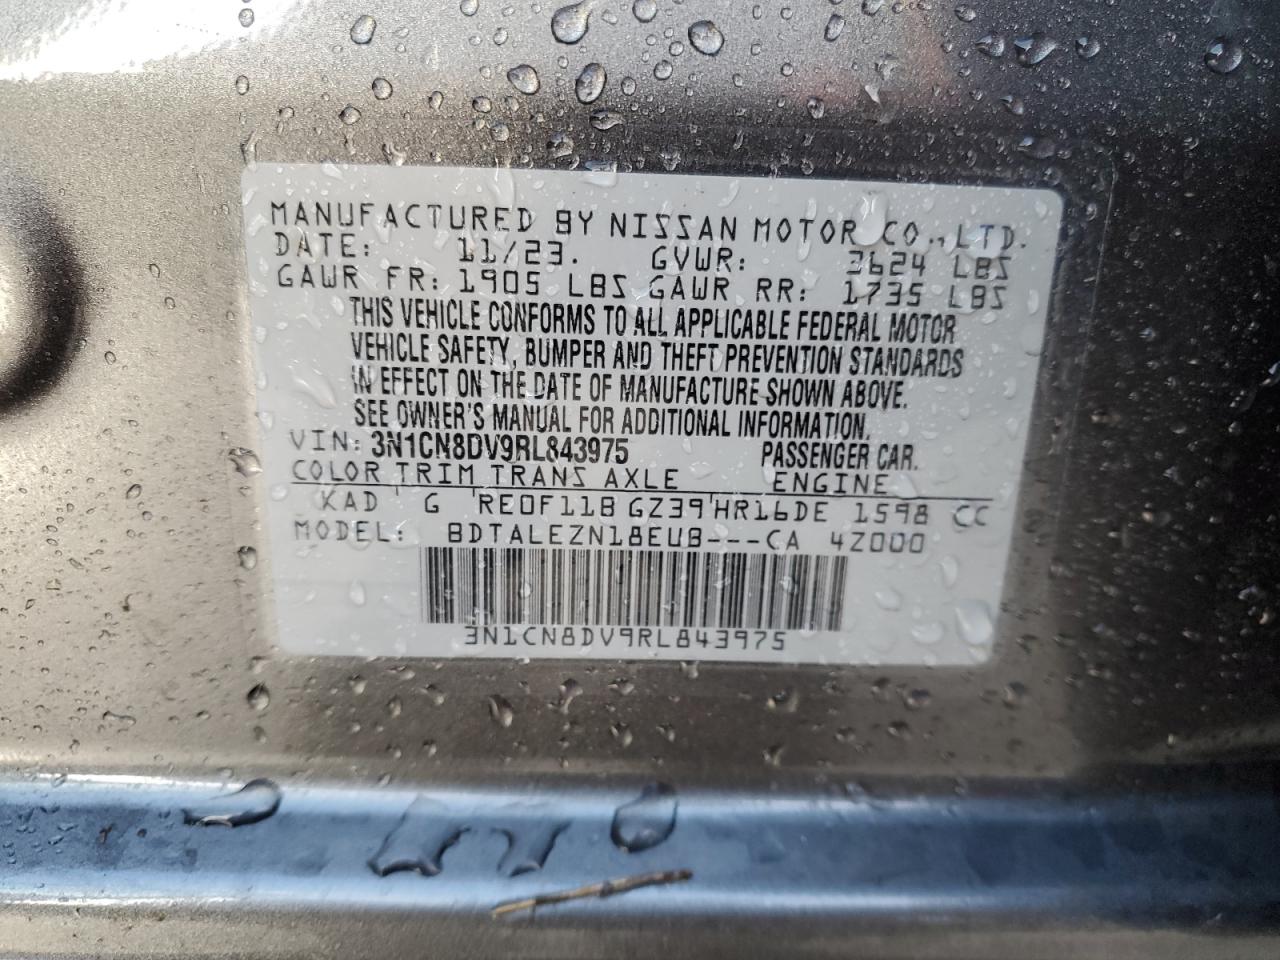 MANUFACTURED BY NISSAN MOTOR CO., LTD.
DATE: 11/23. GVWR: 3624 LBS
GAWR FR: 1905 LBS GAWR RR: 1735 LBS
THIS VEHICLE CONFORMS TO ALL APPLICABLE FEDERAL MOTOR
VEHICLE SAFETY, BUMPER AND THEFT PREVENTION STANDARDS
IN EFFECT ON THE DATE OF MANUFACTURE SHOWN ABOVE.
SEE OWNER'S MANUAL FOR ADDITIONAL INFORMATION.
VIN: 3N1CN8DV9RL843975 PASSENGER CAR.
COLOR TRIM TRANS AXLE ENGINE
KAD G RE0F11B GZ39 HR16DE 1598 CC
MODEL: BDTALEZN18EUB---CA 4Z000
3N1CN8DV9RL843975